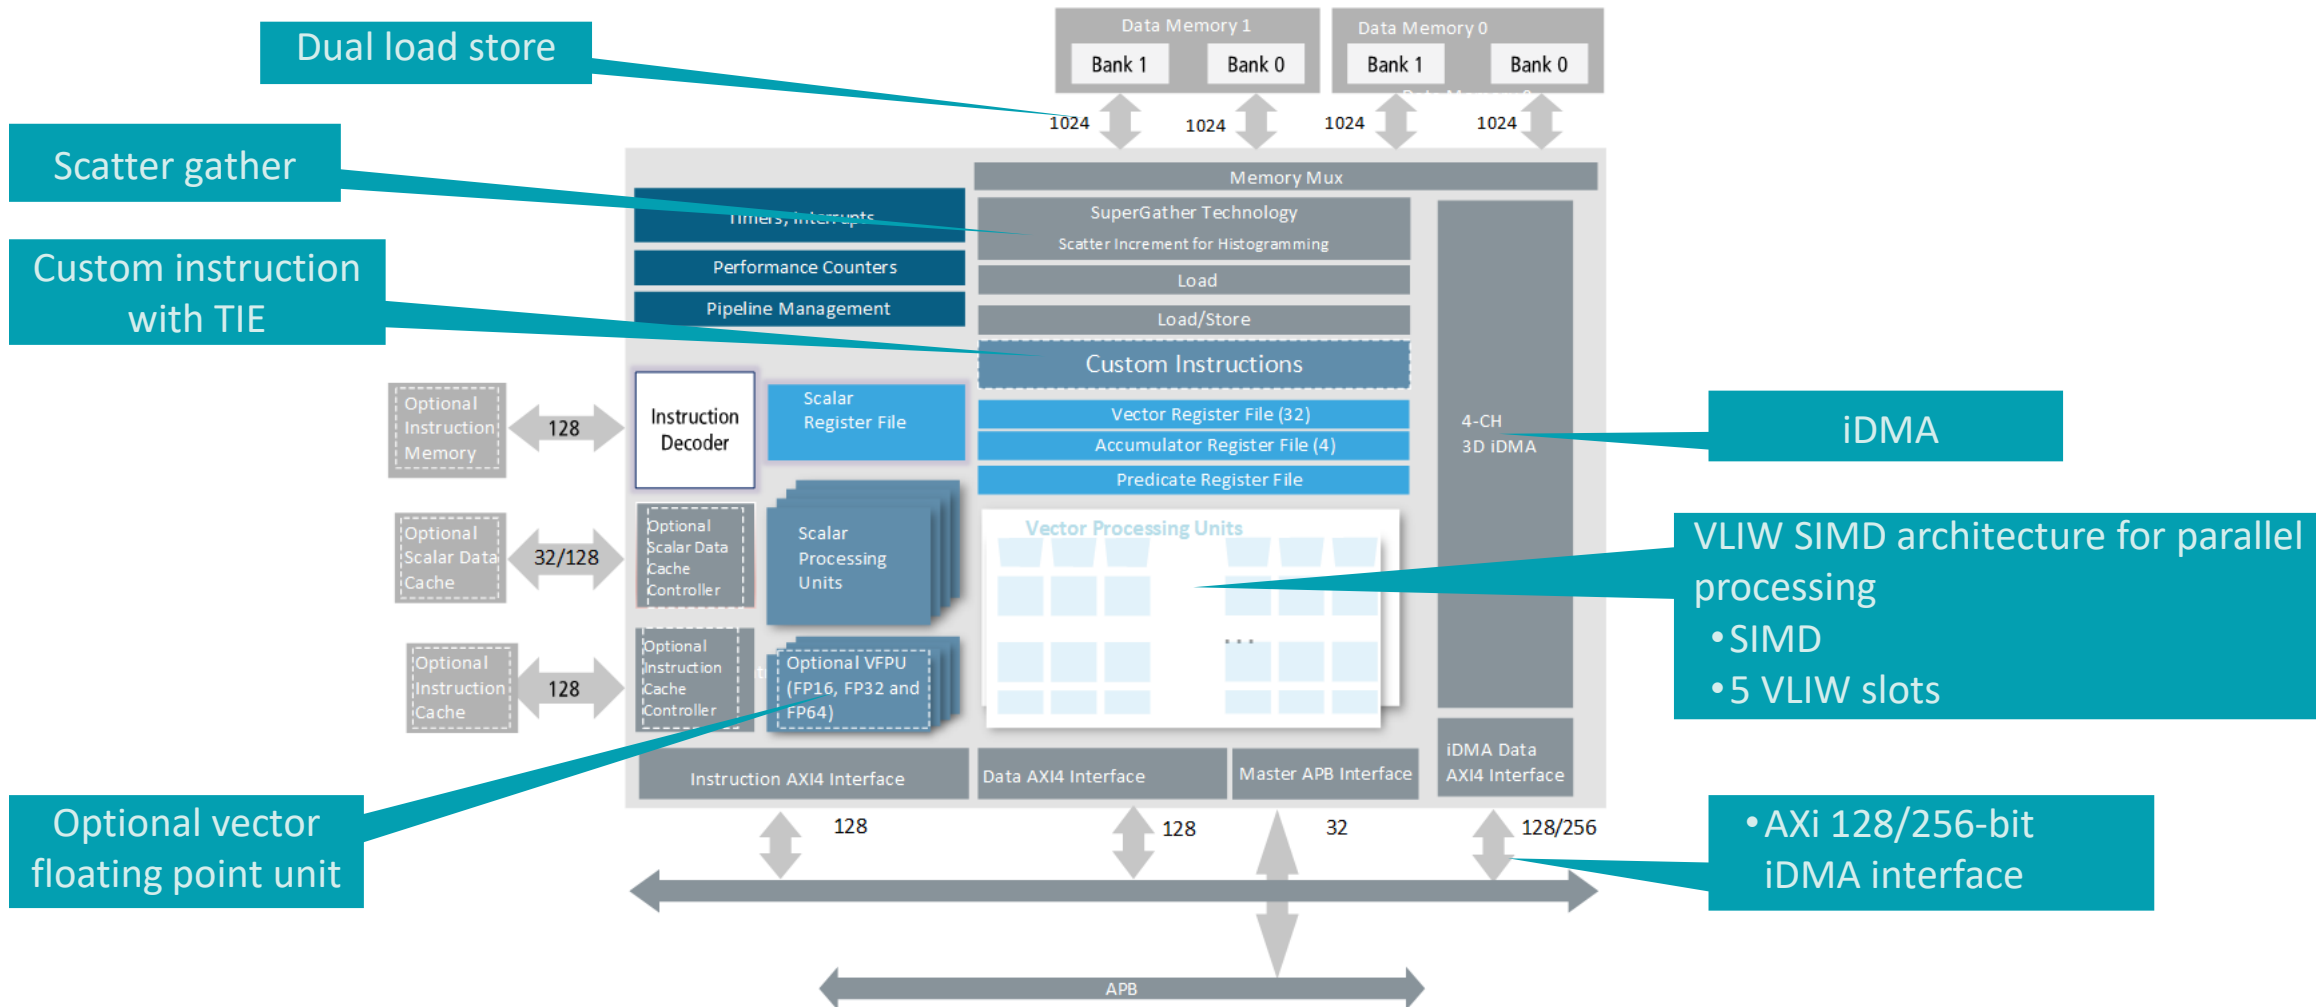 Dual load store
Scatter gather
Custom instruction
with TIE
Optional vector
floating point unit
Data Memory 1
Bank 1
Bank 0
Data Memory 0
Bank 1
Bank 0
1024
1024
1024
1024
Memory Mux
Timers, Interrupts
Performance Counters
Pipeline Management
SuperGather Technology
Scatter Increment for Histogramming
Load
Load/Store
Custom Instructions
Vector Register File (32)
Accumulator Register File (4)
Predicate Register File
Vector Processing Units
...
4-CH
3D iDMA
Optional
Instruction
Memory
128
Instruction
Decoder
Scalar
Register File
Optional
Scalar Data
Cache
32/128
Optional
Scalar Data
Cache
Controller
Scalar
Processing
Units
Optional
Instruction
Cache
128
Optional
Instruction
Cache
Controller
Optional VFPU
(FP16, FP32 and
FP64)
Instruction AXI4 Interface
Data AXI4 Interface
Master APB Interface
iDMA Data
AXI4 Interface
128
128
32
128/256
APB
iDMA
VLIW SIMD architecture for parallel
processing
•SIMD
•5 VLIW slots
•AXi 128/256-bit
iDMA interface